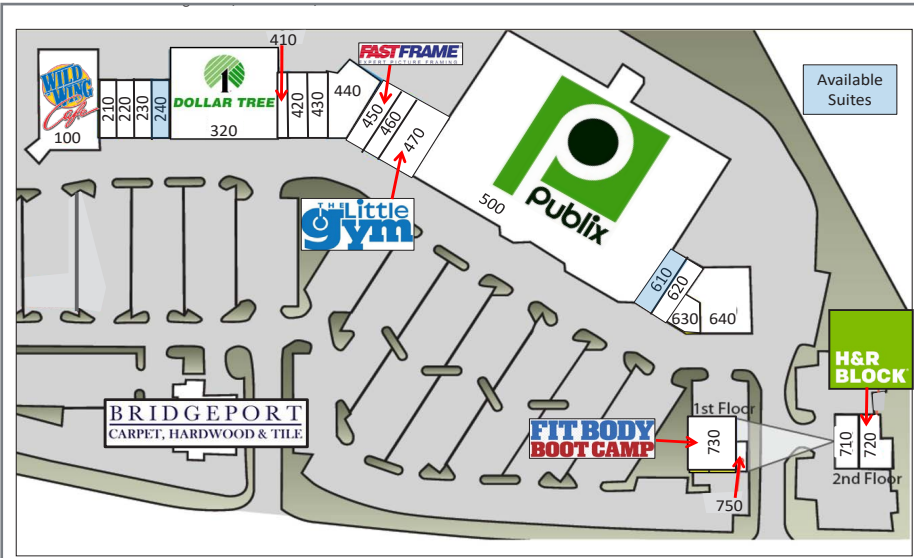 410
FASTFRAME
EXPERT PICTURE FRAMING
WILD
WING
Cafe
100
210
220
230
240
1
DOLLAR TREE
320
420
430
440
450
460
470
Available
Suites
THE Little
gym
500
P
Publix
610
620
630
640
H&R
BLOCK
BRIDGEPORT
CARPET, HARDWOOD & TILE
FIT BODY
BOOT CAMP
1st Floor
730
750
710
720
2nd Floor